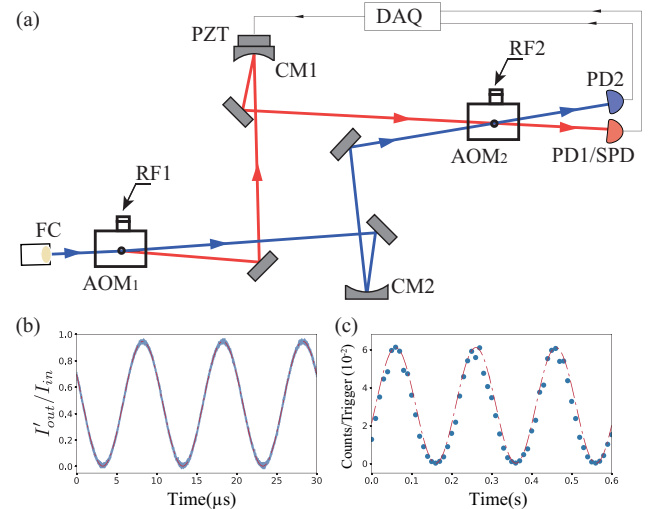 (a)
PZT
DAQ
CM1
RF2
PD2
AOM2
PD1/SPD
RF1
FC
AOM1
CM2
(b)
I'out/Iin
1.0
0.8
0.6
0.4
0.2
0.0
0 5 10 15 20 25 30
Time(µs)
(c)
Counts/Trigger (10-2)
6
4
2
0
0.0 0.1 0.2 0.3 0.4 0.5 0.6
Time(s)